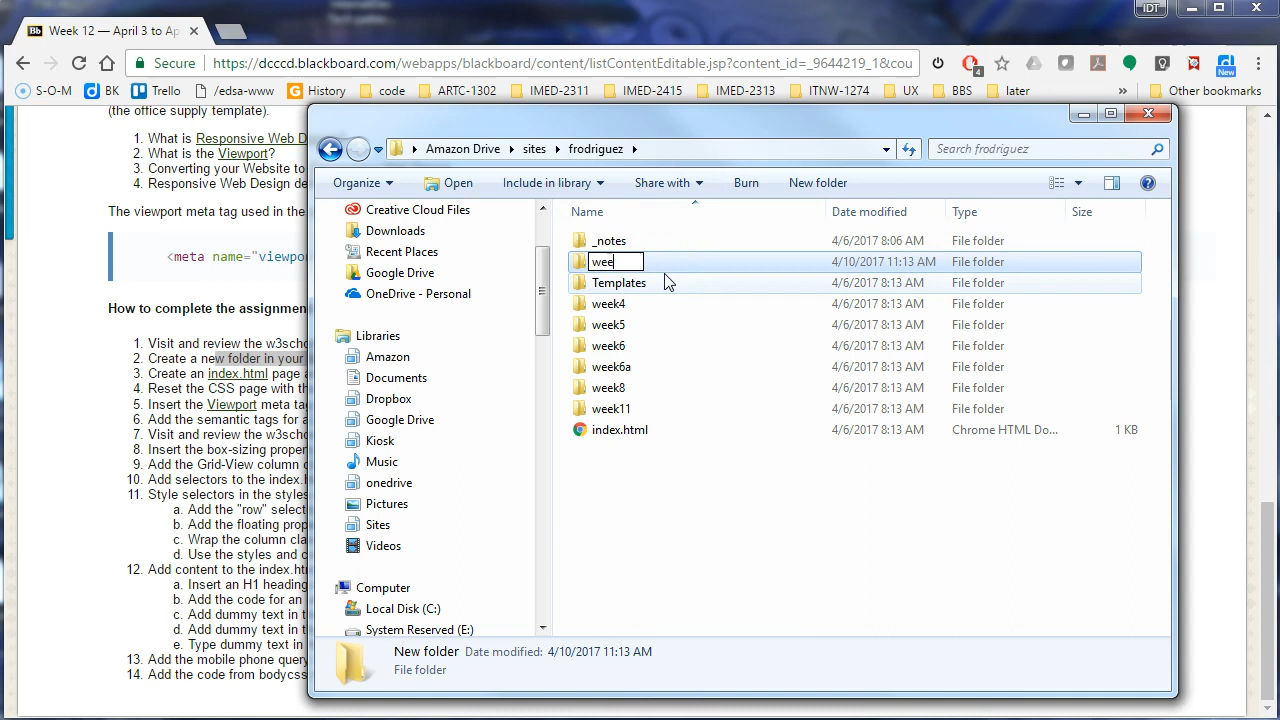 IDT
Bb Week 12 — April 3 to Ap
Secure https://dcccd.blackboard.com/webapps/blackboard/content/listContentEditable.jsp?content_id=_9644219_1&cou 4 New
S-O-M BK Trello /edsa-www History code ARTC-1302 IMED-2311 IMED-2415 IMED-2313 ITNW-1274 UX BBS later » Other bookmarks
(the office supply template).
1. What is Responsive Web D
2. What is the Viewport?
3. Converting your Website to
4. Responsive Web Design de
The viewport meta tag used in the
<meta name="viewpor
How to complete the assignmen
1. Visit and review the w3scho
2. Create a new folder in your
3. Create an index.html page a
4. Reset the CSS page with th
5. Insert the Viewport meta tag
6. Add the semantic tags for a
7. Visit and review the w3scho
8. Insert the box-sizing propert
9. Add the Grid-View column c
10. Add selectors to the index.h
11. Style selectors in the styles
a. Add the "row" select
b. Add the floating prop
c. Wrap the column cla
d. Use the styles and c
12. Add content to the index.ht
a. Insert an H1 heading
b. Add the code for an
c. Add dummy text in t
d. Add dummy text in t
e. Type dummy text in
13. Add the mobile phone query
14. Add the code from bodycss
Amazon Drive sites frodriguez Search frodriguez
Organize Open Include in library Share with Burn New folder
Creative Cloud Files
Downloads
Recent Places
Google Drive
OneDrive - Personal
Libraries
Amazon
Documents
Dropbox
Google Drive
Kiosk
Music
onedrive
Pictures
Sites
Videos
Computer
Local Disk (C:)
System Reserved (E:)
Name Date modified Type Size
_notes 4/6/2017 8:06 AM File folder
wee 4/10/2017 11:13 AM File folder
Templates 4/6/2017 8:13 AM File folder
week4 4/6/2017 8:13 AM File folder
week5 4/6/2017 8:13 AM File folder
week6 4/6/2017 8:13 AM File folder
week6a 4/6/2017 8:13 AM File folder
week8 4/6/2017 8:13 AM File folder
week11 4/6/2017 8:13 AM File folder
index.html 4/6/2017 8:13 AM Chrome HTML Do... 1 KB
New folder Date modified: 4/10/2017 11:13 AM
File folder